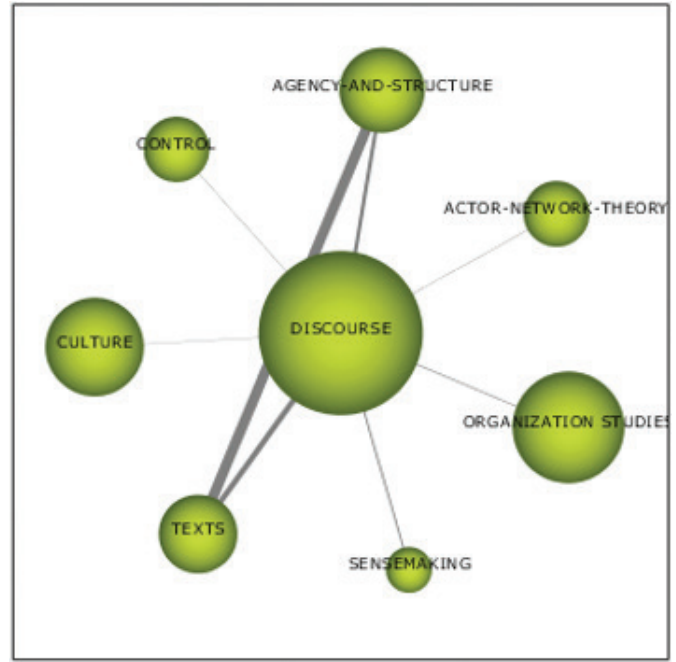 AGENCY-AND-STRUCTURE
CONTROL
ACTOR-NETWORK-THEORY
DISCOURSE
CULTURE
ORGANIZATION STUDIES
TEXTS
SENSEMAKING